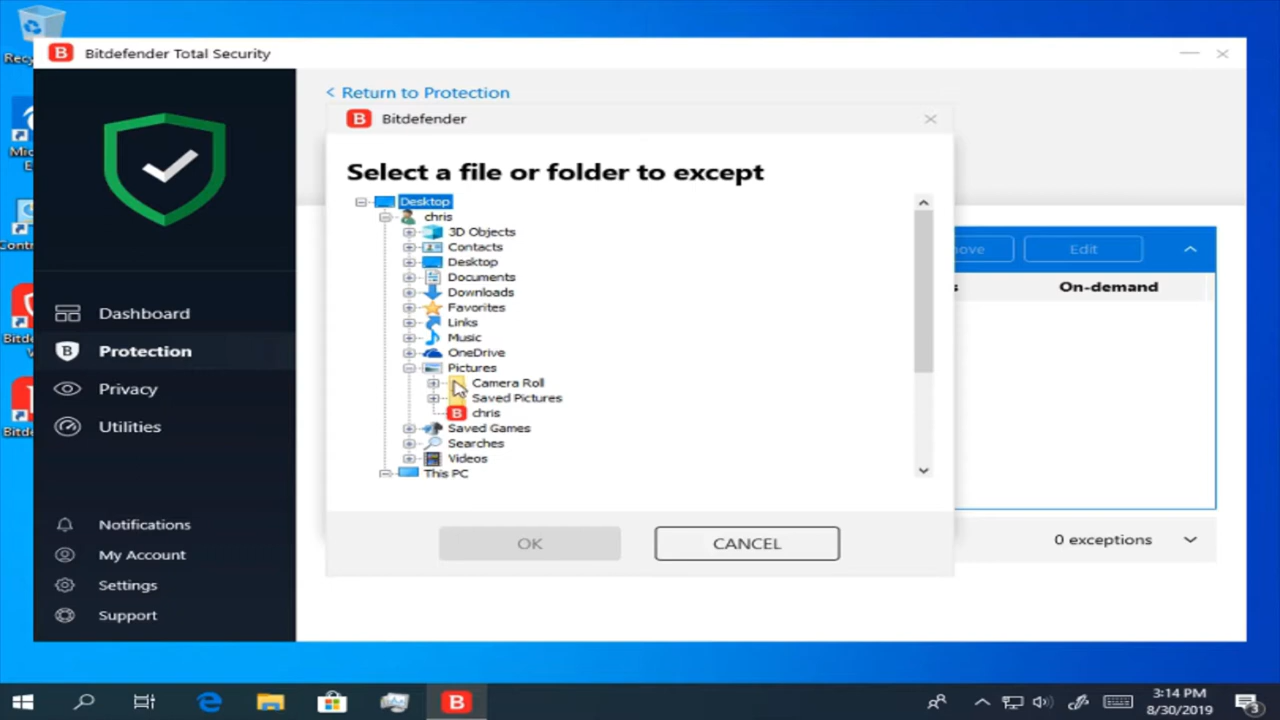 Bitdefender Total Security
< Return to Protection
Bitdefender
Select a file or folder to except
Desktop
chris
3D Objects
Contacts
Desktop
Documents
Downloads
Favorites
Links
Music
OneDrive
Pictures
Camera Roll
Saved Pictures
chris
Saved Games
Searches
Videos
This PC
OK
CANCEL
Edit
On-demand
0 exceptions
Dashboard
Protection
Privacy
Utilities
Notifications
My Account
Settings
Support
3:14 PM
8/30/2019
3